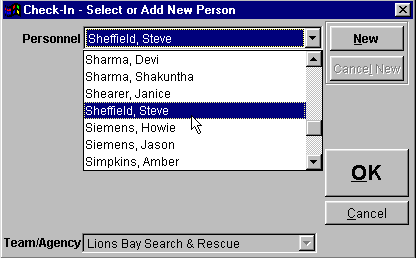 Check-In - Select or Add New Person
Personnel Sheffield, Steve New
Sharma, Devi
Sharma, Shakuntha Cancel New
Shearer, Janice
Sheffield, Steve
Siemens, Howie
Siemens, Jason
Simpkins, Amber
OK
Cancel
Team/Agency Lions Bay Search & Rescue